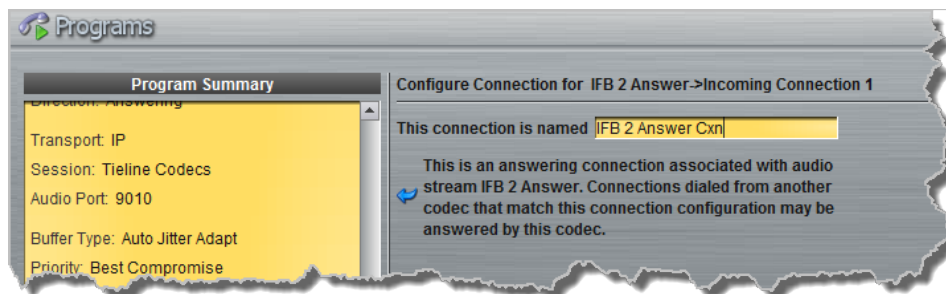 Programs
Program Summary
Direction: Answering
Transport: IP
Session: Tieline Codecs
Audio Port: 9010
Buffer Type: Auto Jitter Adapt
Priority: Best Compromise
Configure Connection for IFB 2 Answer->Incoming Connection 1
This connection is named IFB 2 Answer Cxn
This is an answering connection associated with audio
stream IFB 2 Answer. Connections dialed from another
codec that match this connection configuration may be
answered by this codec.